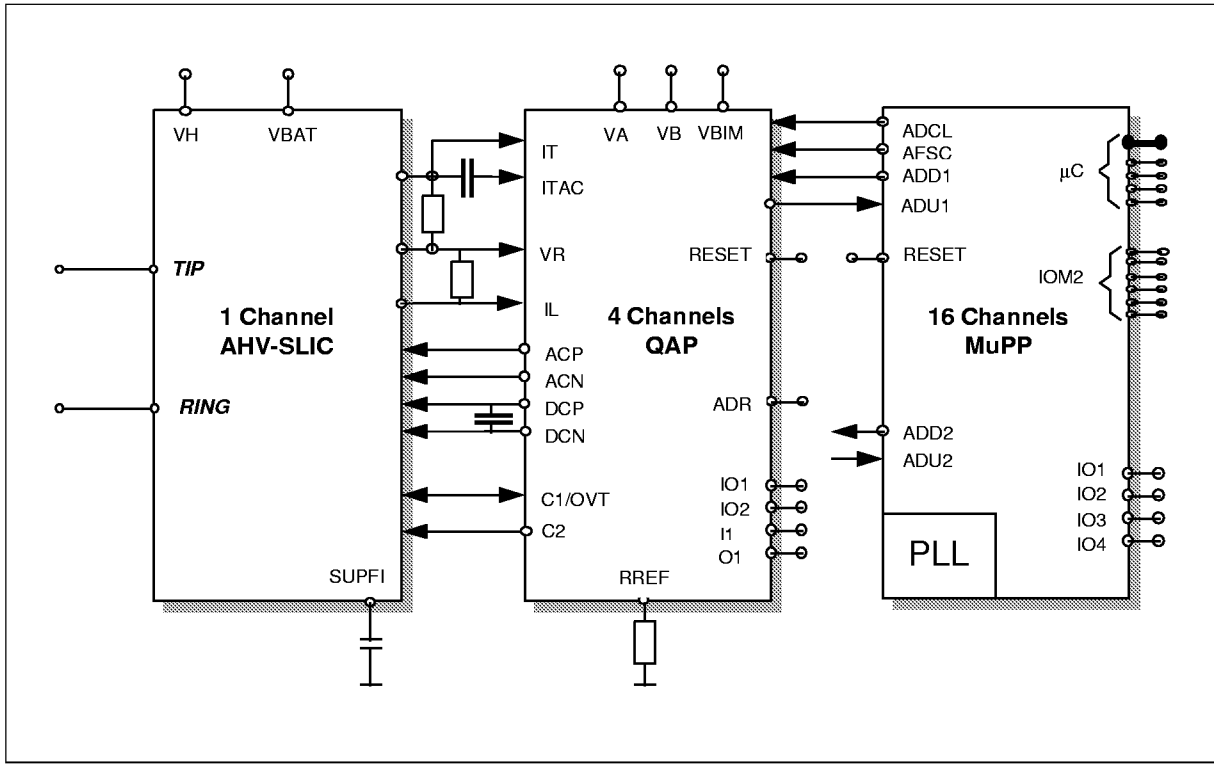 VH
VBAT
TIP
RING
1 Channel
AHV-SLIC
SUPFI
VA
VB
VBIM
IT
ITAC
VR
IL
ACP
ACN
DCP
DCN
C1/OVT
C2
4 Channels
QAP
RESET
ADR
IO1
IO2
I1
O1
RREF
ADCL
AFSC
ADD1
ADU1
RESET
µC
IOM2
16 Channels
MuPP
ADD2
ADU2
IO1
IO2
IO3
IO4
PLL